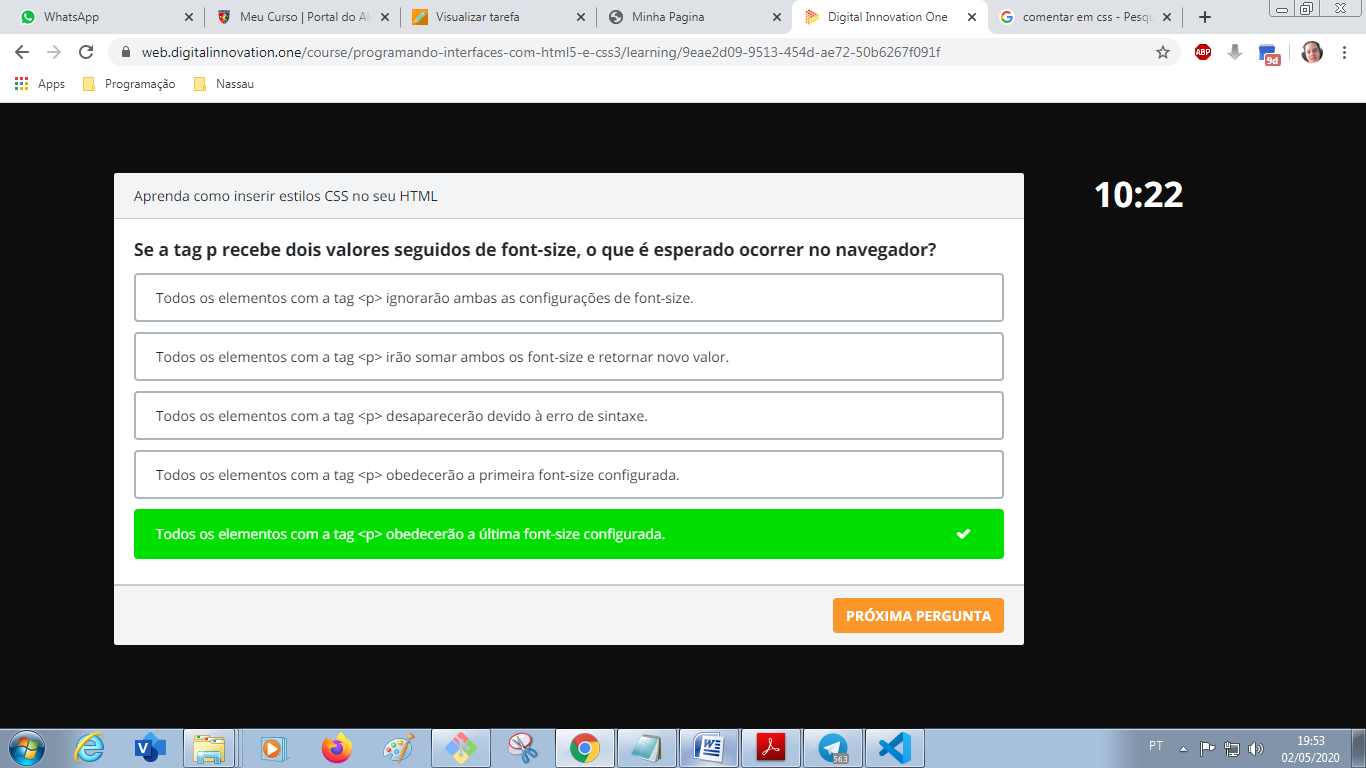 WhatsApp
Meu Curso | Portal do Al
Visualizar tarefa
Minha Pagina
Digital Innovation One
comentar em css - Pesqu
web.digitalinnovation.one/course/programando-interfaces-com-html5-e-css3/learning/9eae2d09-9513-454d-ae72-50b6267f091f
ABP
9d
Apps
Programação
Nassau
Aprenda como inserir estilos CSS no seu HTML
10:22
Se a tag p recebe dois valores seguidos de font-size, o que é esperado ocorrer no navegador?
Todos os elementos com a tag <p> ignorarão ambas as configurações de font-size.
Todos os elementos com a tag <p> irão somar ambos os font-size e retornar novo valor.
Todos os elementos com a tag <p> desaparecerão devido à erro de sintaxe.
Todos os elementos com a tag <p> obedecerão a primeira font-size configurada.
Todos os elementos com a tag <p> obedecerão a última font-size configurada.
PRÓXIMA PERGUNTA
563
PT
19:53
02/05/2020